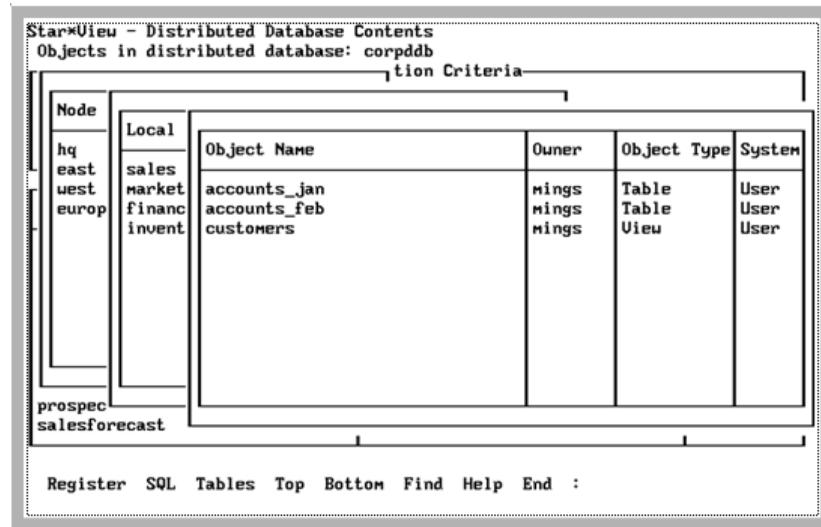 Star*View - Distributed Database Contents
Objects in distributed database: corpddb
tion Criteria
Node
Local
Object Name Owner Object Type System
hq
east sales
west market accounts_jan mings Table User
europ financ accounts_feb mings Table User
invent customers mings View User
prospec
salesforecast
Register SQL Tables Top Bottom Find Help End :